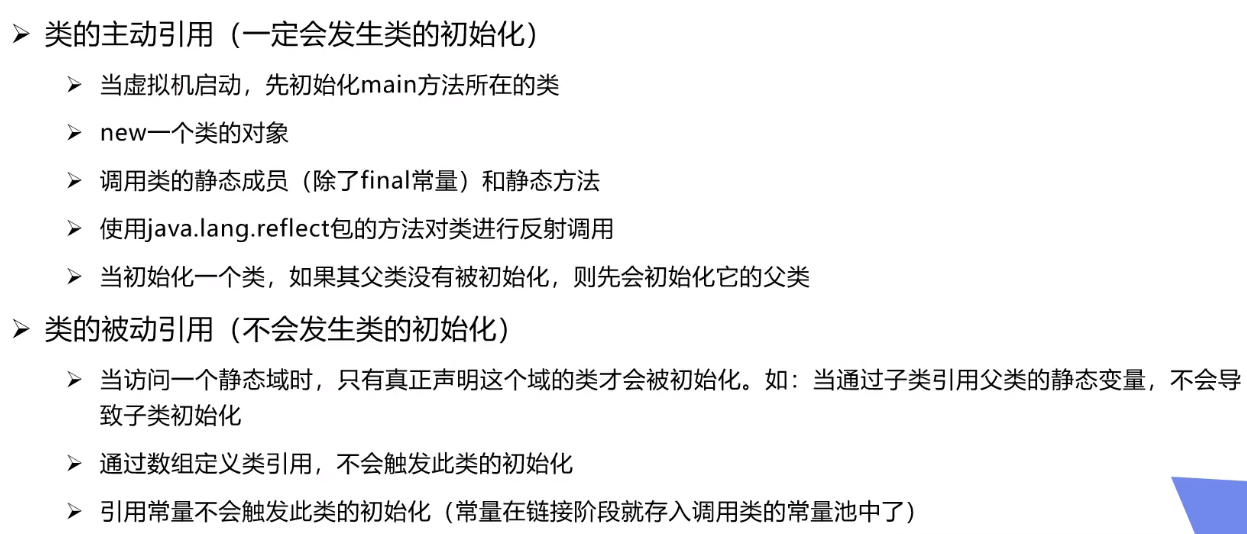 ➢ 类的主动引用（一定会发生类的初始化）
➢ 当虚拟机启动，先初始化main方法所在的类
➢ new一个类的对象
➢ 调用类的静态成员（除了final常量）和静态方法
➢ 使用java.lang.reflect包的方法对类进行反射调用
➢ 当初始化一个类，如果其父类没有被初始化，则先会初始化它的父类
➢ 类的被动引用（不会发生类的初始化）
➢ 当访问一个静态域时，只有真正声明这个域的类才会被初始化。如：当通过子类引用父类的静态变量，不会导
致子类初始化
➢ 通过数组定义类引用，不会触发此类的初始化
➢ 引用常量不会触发此类的初始化（常量在链接阶段就存入调用类的常量池中了）